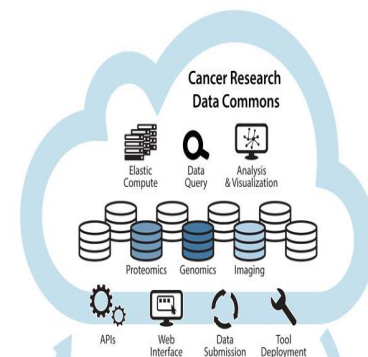 Cancer Research
Data Commons
Elastic
Compute
Data
Query
Analysis
& Visualization
Proteomics
Genomics
Imaging
APIs
Web
Interface
Data
Submission
Tool
Deployment